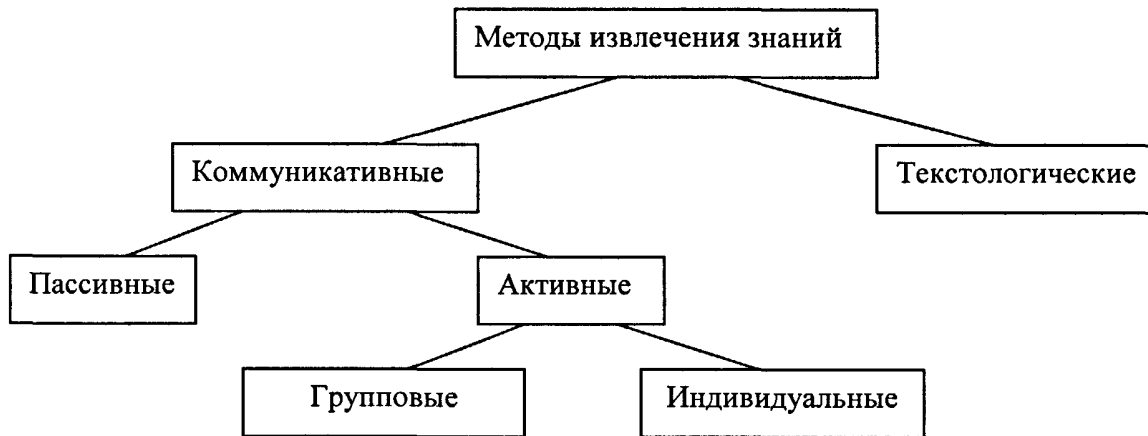 Методы извлечения знаний
Коммуникативные
Текстологические
Пассивные
Активные
Групповые
Индивидуальные